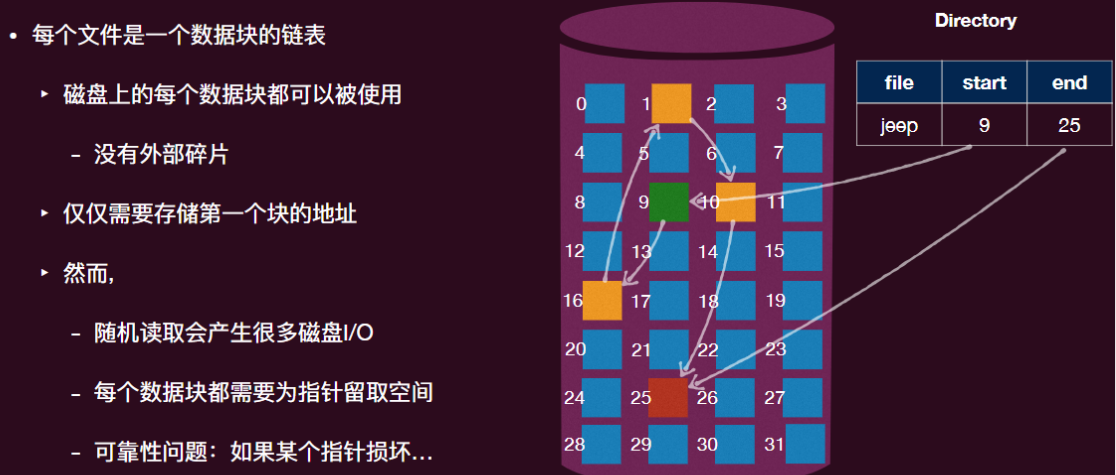 • 每个文件是一个数据块的链表
‣ 磁盘上的每个数据块都可以被使用
– 没有外部碎片
‣ 仅仅需要存储第一个块的地址
‣ 然而,
– 随机读取会产生很多磁盘I/O
– 每个数据块都需要为指针留取空间
– 可靠性问题：如果某个指针损坏...
0 1 2 3
4 5 6 7
8 9 10 11
12 13 14 15
16 17 18 19
20 21 22 23
24 25 26 27
28 29 30 31
Directory
file start end
jeep 9 25